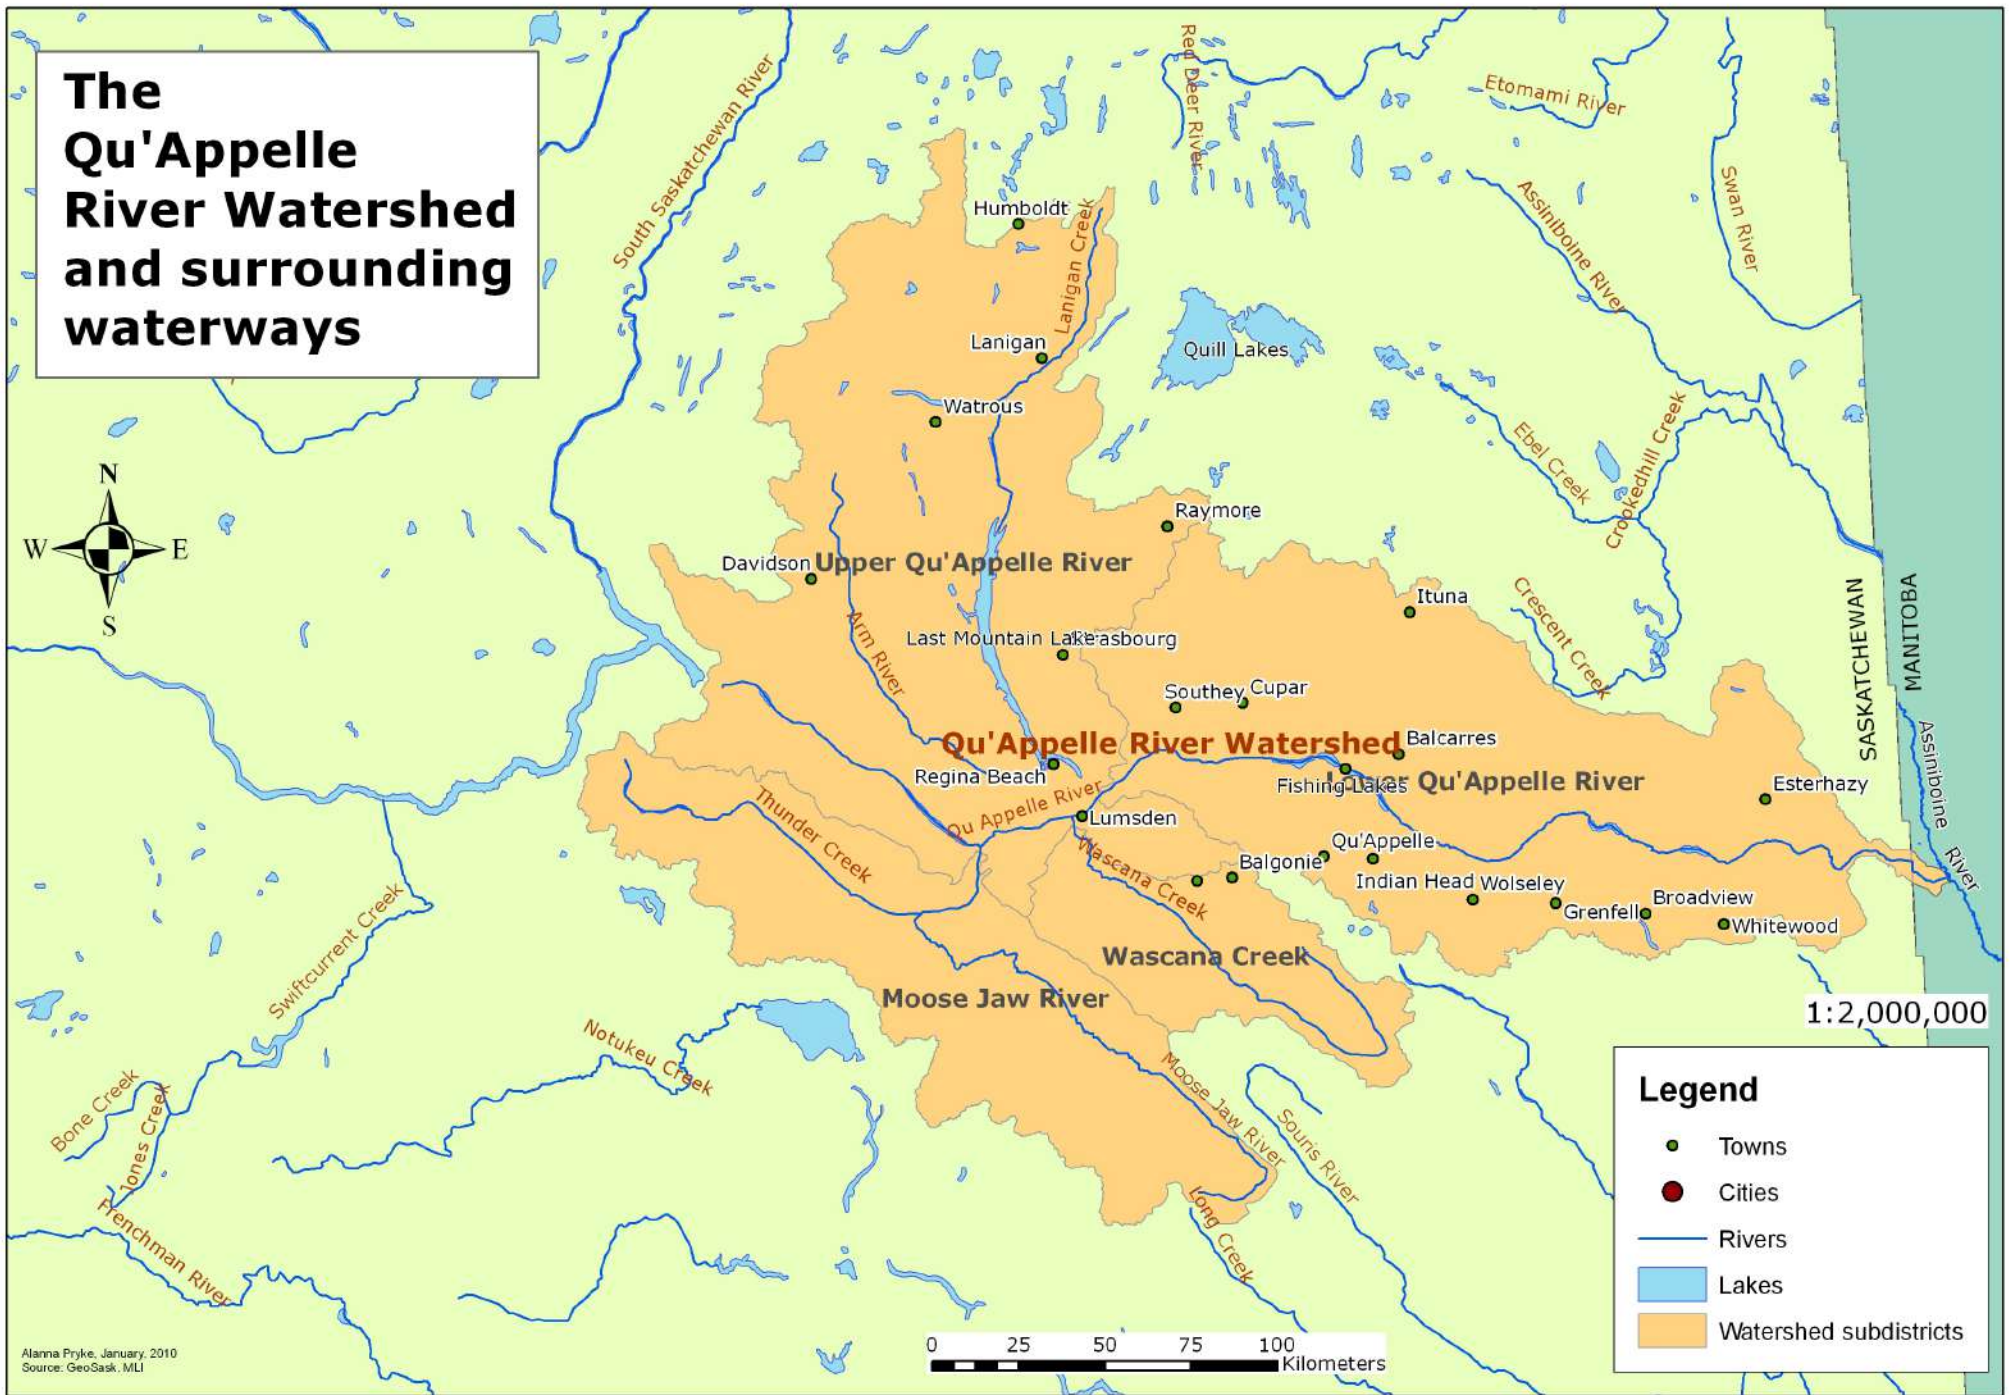 The
Qu'Appelle
River Watershed
and surrounding
waterways
South Saskatchewan River
Red Deer River
Etomami River
Swan River
Assiniboine River
Humboldt
Lanigan Creek
Lanigan
Quill Lakes
Watrous
Ebel Creek
Crookedhill Creek
N
W
E
S
Raymore
Davidson
Upper Qu'Appelle River
Ituna
Crescent Creek
SASKATCHEWAN
MANITOBA
Arm River
Last Mountain Lake
Southey
Cupar
Qu'Appelle River Watershed
Balcarres
Regina Beach
Fishing Lakes
Lower Qu'Appelle River
Esterhazy
Assiniboine
River
Thunder Creek
Qu Appelle River
Lumsden
Wascana Creek
Qu'Appelle
Balgonie
Indian Head
Wolseley
Grenfell
Broadview
Whitewood
Swiftcurrent Creek
Wascana Creek
Moose Jaw River
Notukeu Creek
Moose Jaw River
Souris River
Bone Creek
Jones Creek
Frenchman River
Long Creek
1:2,000,000
Legend
Towns
Cities
Rivers
Lakes
Watershed subdistricts
0 25 50 75 100
Kilometers
Alanna Pryke, January, 2010
Source: GeoSask, MLI